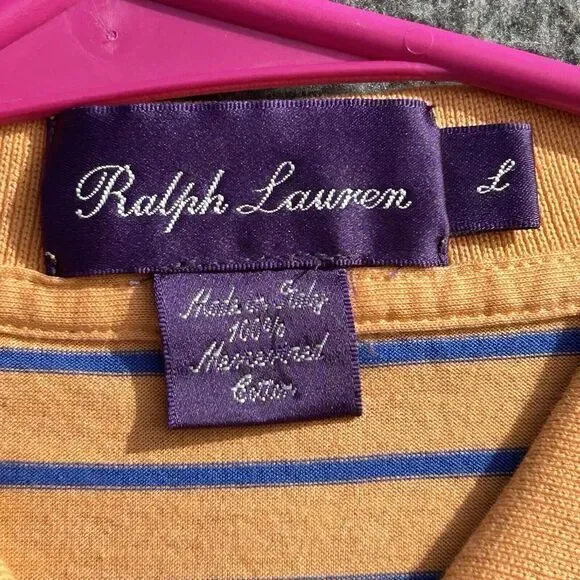 Ralph Lauren
L
Made in Italy
100%
Mercerized
Cotton